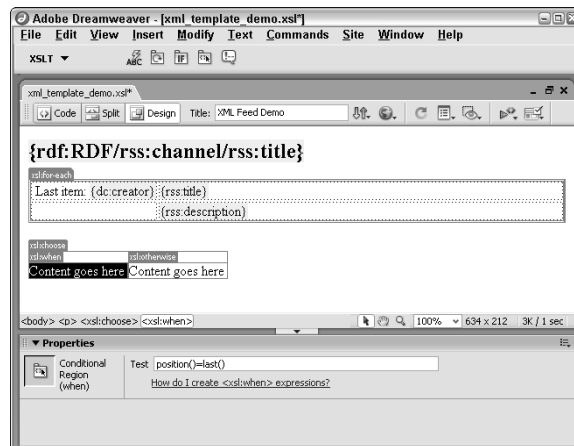 Adobe Dreamweaver - [xml_template_demo.xsl*]
File Edit View Insert Modify Text Commands Site Window Help
XSLT ABC IF
xml_template_demo.xsl*
Code Split Design Title: XML Feed Demo
{rdf:RDF/rss:channel/rss:title}
xsl:for-each
Last item: {dc:creator} {rss:title}
{rss:description}
xsl:choose
xsl:when xsl:otherwise
Content goes here Content goes here
<body> <p> <xsl:choose> <xsl:when> 100% 634 x 212 3K / 1 sec
Properties
Conditional Region (when) Test position()=last()
How do I create <xsl:when> expressions?